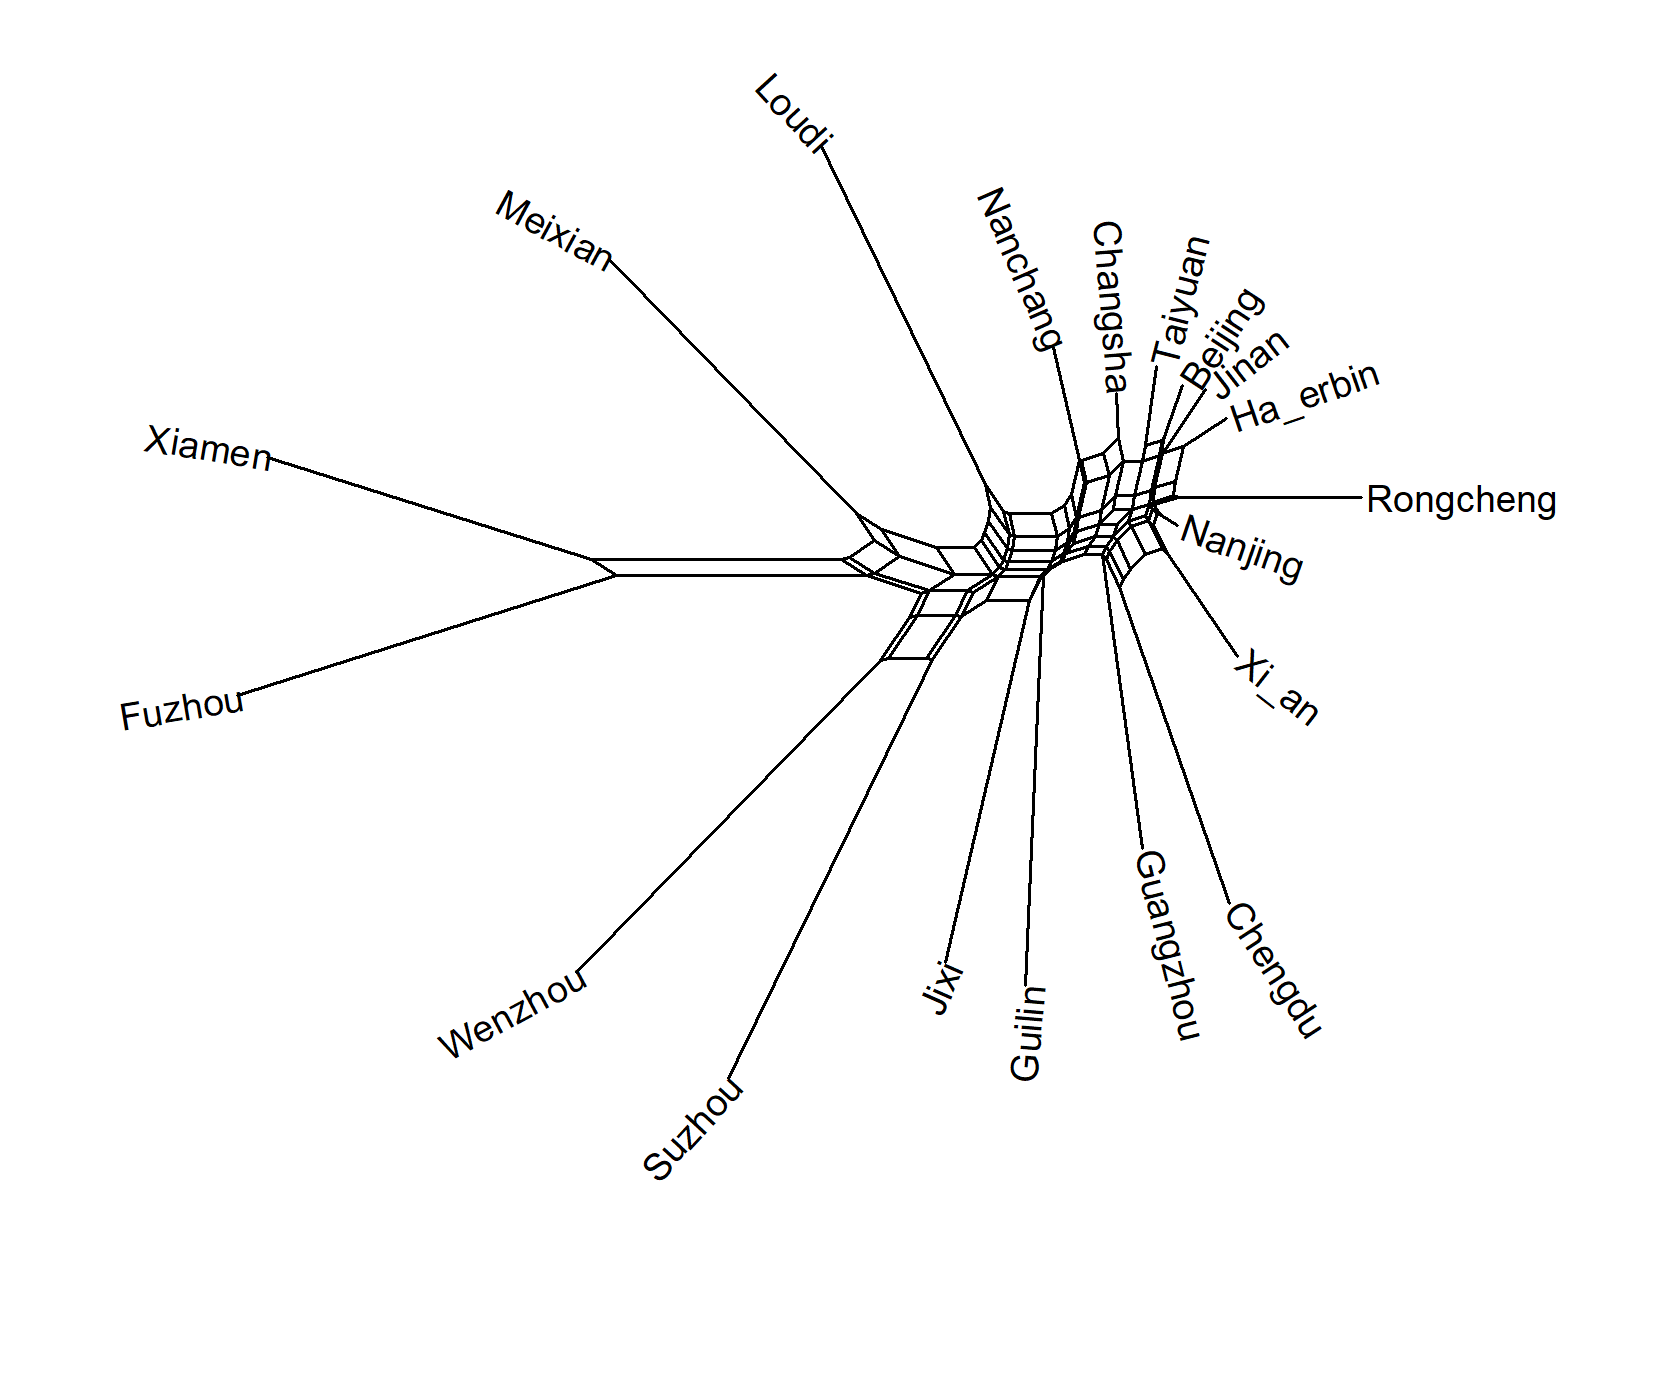 Loudi
Meixian
Nanchang
Changsha
Taiyuan
Beijing
Jinan
Ha_erbin
Xiamen
Rongcheng
Nanjing
Fuzhou
Xi_an
Guangzhou
Chengdu
Wenzhou
Jixi
Guilin
Suzhou